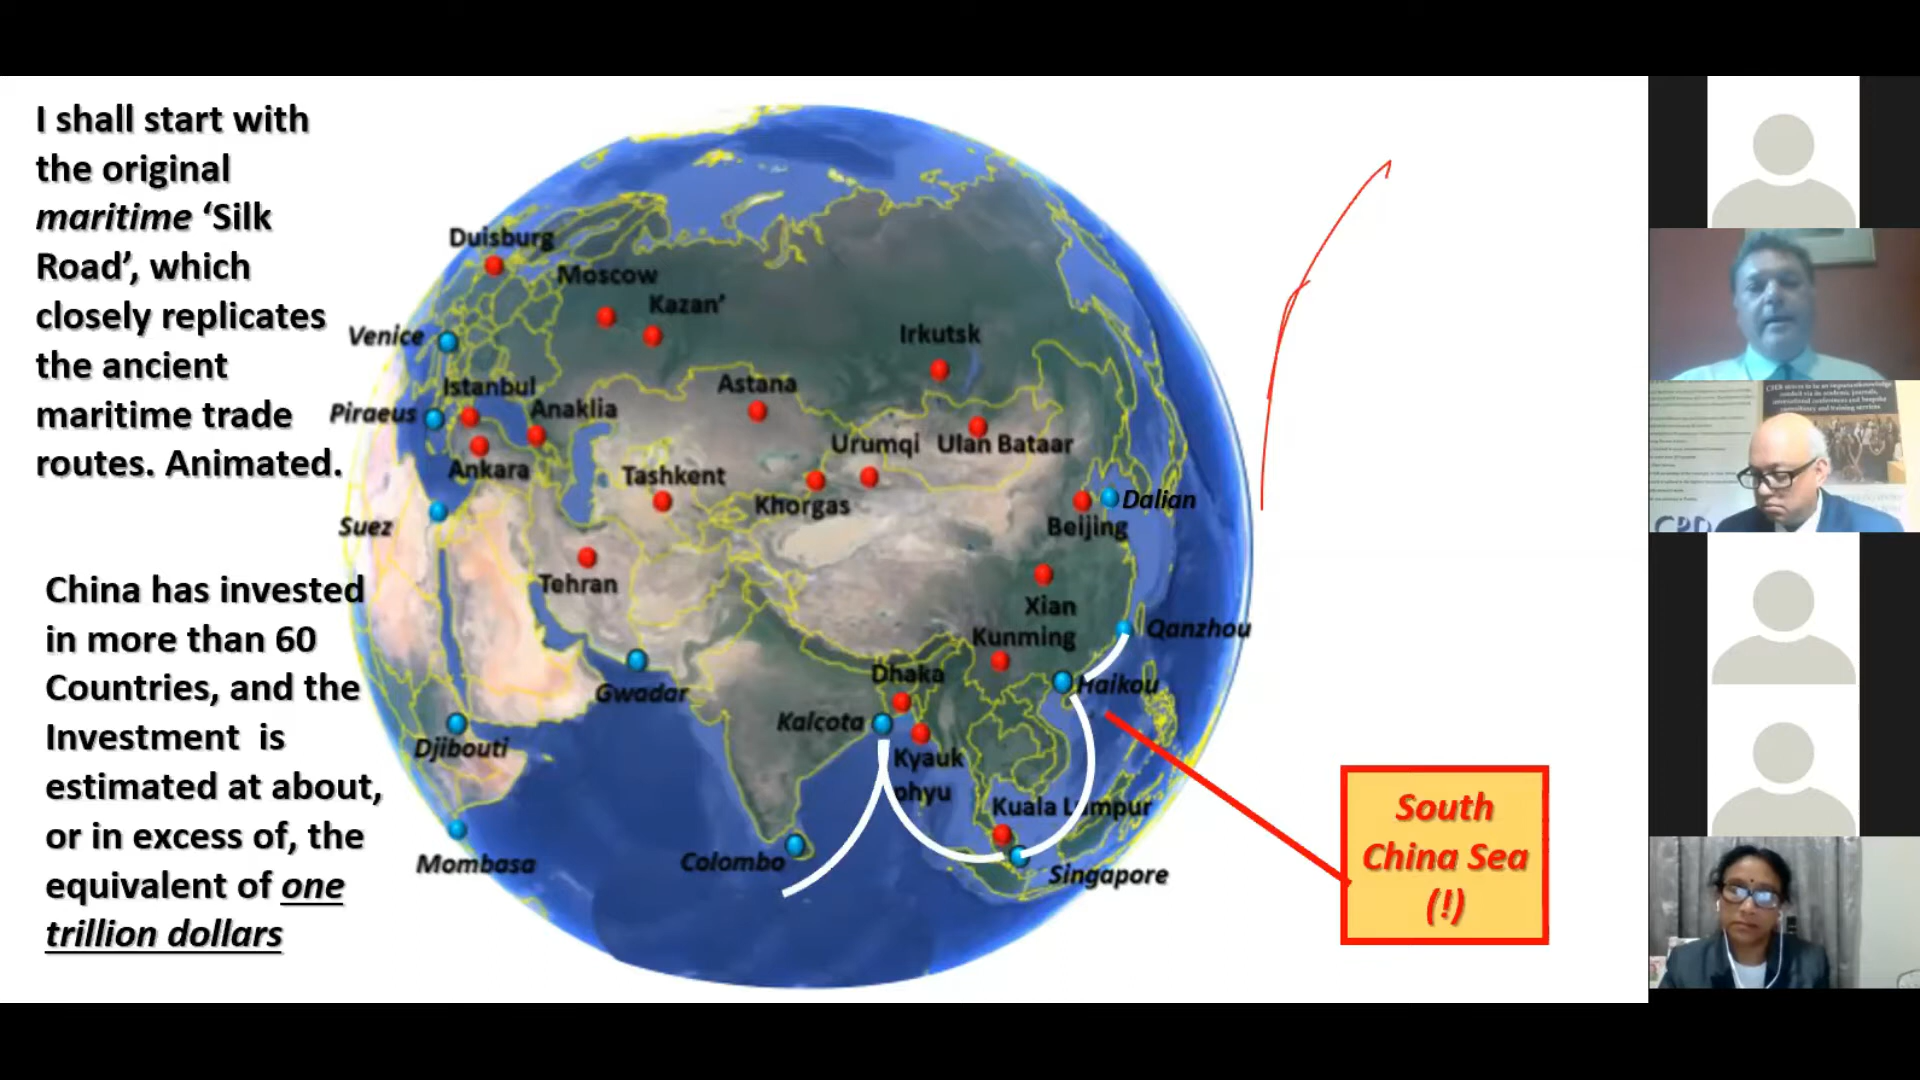 I shall start with
the original
maritime ‘Silk
Road’, which
closely replicates
the ancient
maritime trade
routes. Animated.
China has invested
in more than 60
Countries, and the
Investment is
estimated at about,
or in excess of, the
equivalent of one
trillion dollars
Duisburg
Moscow
Kazan’
Venice
Irkutsk
Istanbul
Astana
Piraeus
Anaklia
Urumqi
Ulan Bataar
Ankara
Tashkent
Khorgas
Dalian
Suez
Beijing
Tehran
Xian
Qanzhou
Kunming
Dhaka
Haikou
Gwadar
Kalcota
Djibouti
Kyauk
phyu
Kuala Lumpur
Mombasa
Colombo
Singapore
South
China Sea
(!)